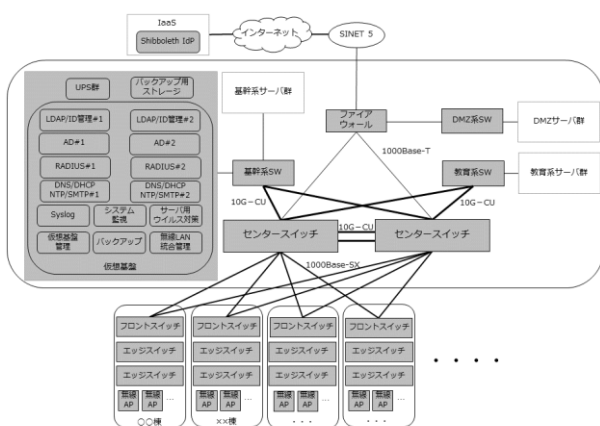 IaaS
Shibboleth IdP
インターネット
SINET 5
UPS群
バックアップ用
ストレージ
LDAP/ID管理#1
LDAP/ID管理#2
AD#1
AD#2
RADIUS#1
RADIUS#2
DNS/DHCP
NTP/SMTP#1
DNS/DHCP
NTP/SMTP#2
Syslog
システム
監視
サーバ用
ウイルス対策
仮想基盤
管理
バックアップ
無線LAN
統合管理
仮想基盤
基幹系サーバ群
ファイア
ウォール
DMZ系SW
DMZサーバ群
1000Base-T
基幹系SW
教育系SW
教育系サーバ群
10G-CU
10G-CU
センタースイッチ
10G-CU
センタースイッチ
1000Base-SX
フロントスイッチ
フロントスイッチ
フロントスイッチ
フロントスイッチ
エッジスイッチ
エッジスイッチ
エッジスイッチ
エッジスイッチ
エッジスイッチ
エッジスイッチ
エッジスイッチ
エッジスイッチ
無線
AP
無線
AP
...
無線
AP
無線
AP
...
無線
AP
無線
AP
...
無線
AP
無線
AP
...
○○棟
××棟
・・・
・・・
・・・・